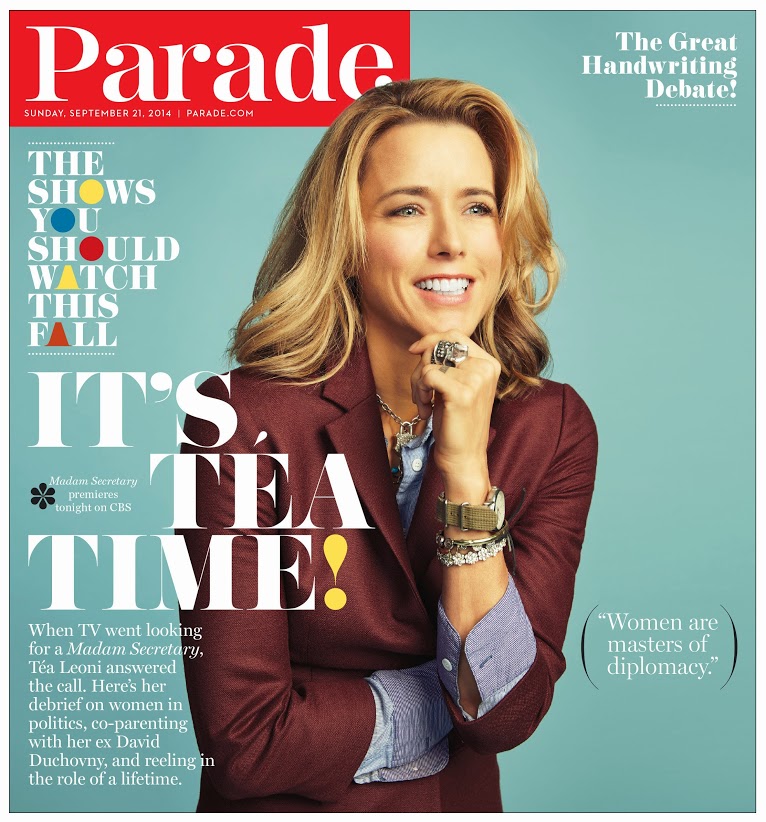 Parade
SUNDAY, SEPTEMBER 21, 2014 | PARADE.COM
The Great
Handwriting
Debate!
THE
SHOWS
YOU
SHOULD
WATCH
THIS
FALL
IT'S
TÉA
TIME!
Madam Secretary
premieres
tonight on CBS
When TV went looking
for a Madam Secretary,
Téa Leoni answered
the call. Here's her
debrief on women in
politics, co-parenting
with her ex David
Duchovny, and reeling in
the role of a lifetime.
“Women are
masters of
diplomacy.”